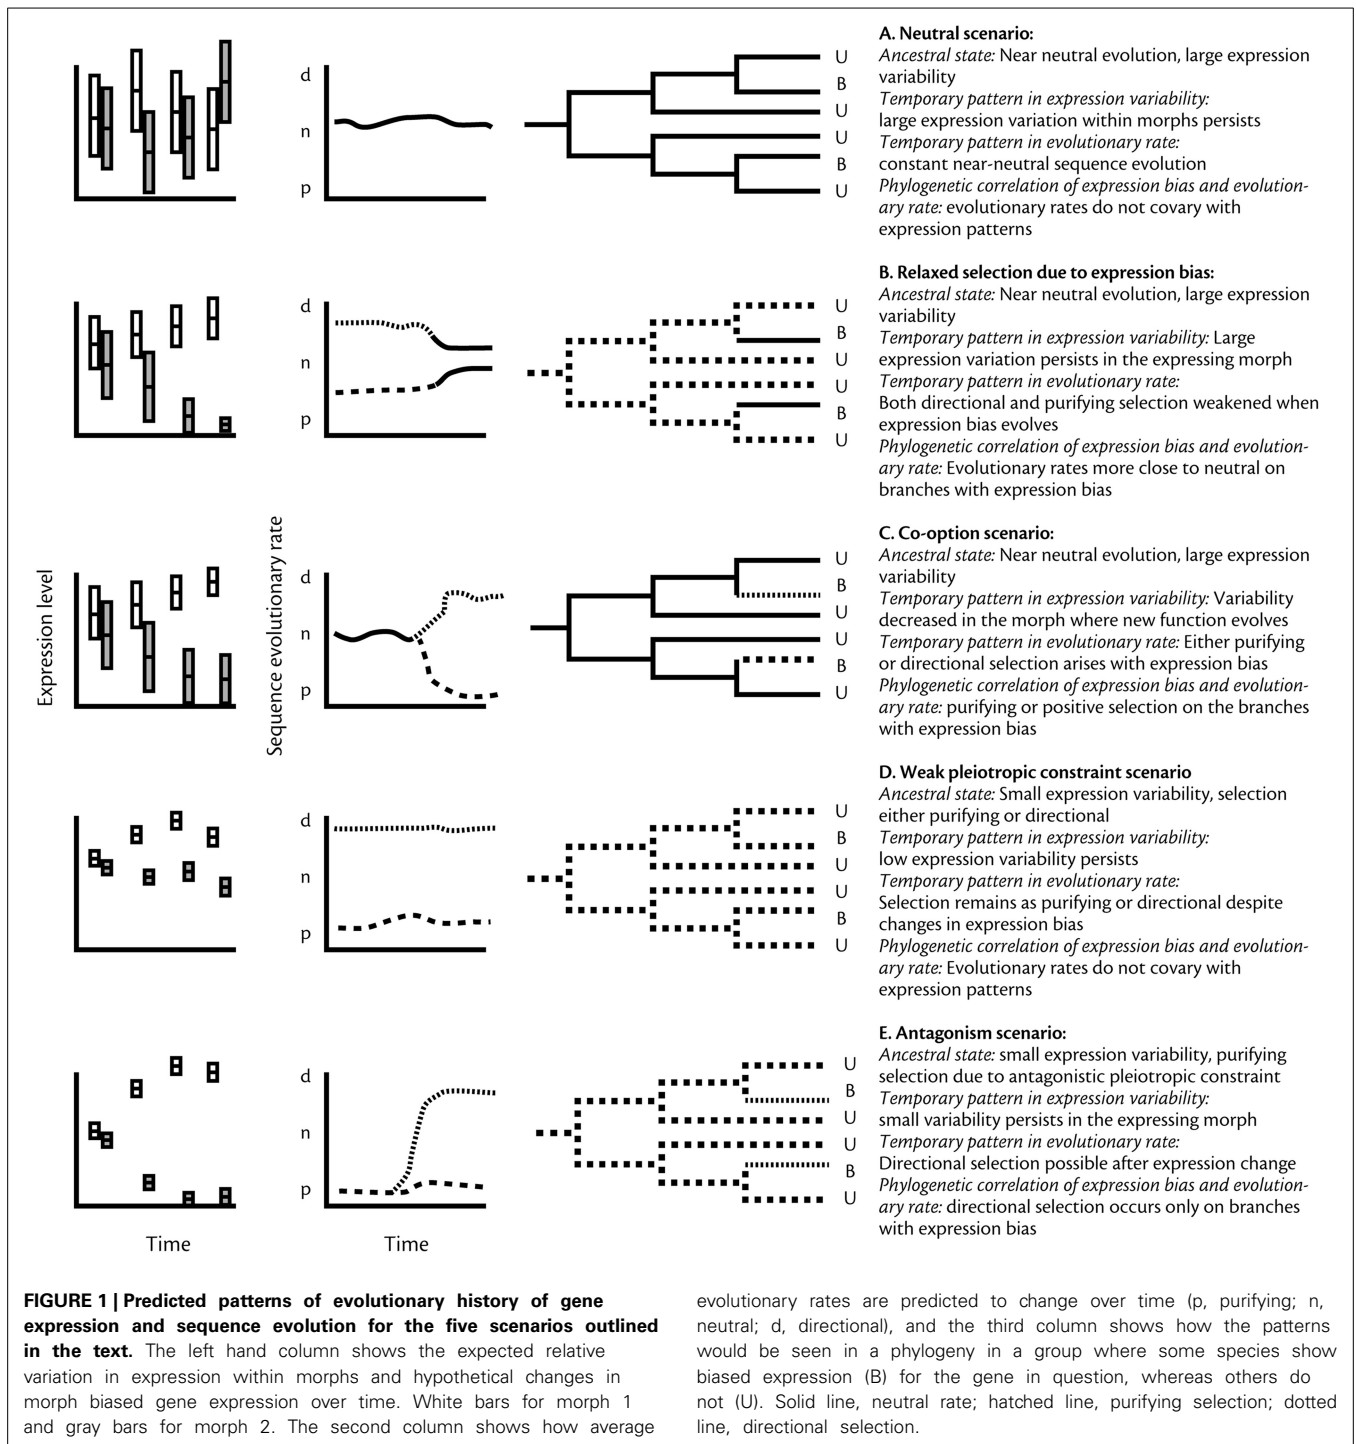 A. Neutral scenario:
Ancestral state: Near neutral evolution, large expression
variability
Temporary pattern in expression variability:
large expression variation within morphs persists
Temporary pattern in evolutionary rate:
constant near-neutral sequence evolution
Phylogenetic correlation of expression bias and evolution-
ary rate: evolutionary rates do not covary with
expression patterns
d
n
p
U
B
U
U
B
U
B. Relaxed selection due to expression bias:
Ancestral state: Near neutral evolution, large expression
variability
Temporary pattern in expression variability: Large
expression variation persists in the expressing morph
Temporary pattern in evolutionary rate:
Both directional and purifying selection weakened when
expression bias evolves
Phylogenetic correlation of expression bias and evolution-
ary rate: Evolutionary rates more close to neutral on
branches with expression bias
d
n
p
U
B
U
U
B
U
Expression level
Sequence evolutionary rate
C. Co-option scenario:
Ancestral state: Near neutral evolution, large expression
variability
Temporary pattern in expression variability: Variability
decreased in the morph where new function evolves
Temporary pattern in evolutionary rate: Either purifying
or directional selection arises with expression bias
Phylogenetic correlation of expression bias and evolution-
ary rate: purifying or positive selection on the branches
with expression bias
d
n
p
U
B
U
U
B
U
D. Weak pleiotropic constraint scenario
Ancestral state: Small expression variability, selection
either purifying or directional
Temporary pattern in expression variability:
low expression variability persists
Temporary pattern in evolutionary rate:
Selection remains as purifying or directional despite
changes in expression bias
Phylogenetic correlation of expression bias and evolution-
ary rate: Evolutionary rates do not covary with
expression patterns
d
n
p
U
B
U
U
B
U
E. Antagonism scenario:
Ancestral state: small expression variability, purifying
selection due to antagonistic pleiotropic constraint
Temporary pattern in expression variability:
small variability persists in the expressing morph
Temporary pattern in evolutionary rate:
Directional selection possible after expression change
Phylogenetic correlation of expression bias and evolution-
ary rate: directional selection occurs only on branches
with expression bias
d
n
p
U
B
U
U
B
U
Time
Time
FIGURE 1 | Predicted patterns of evolutionary history of gene
expression and sequence evolution for the five scenarios outlined
in the text. The left hand column shows the expected relative
variation in expression within morphs and hypothetical changes in
morph biased gene expression over time. White bars for morph 1
and gray bars for morph 2. The second column shows how average
evolutionary rates are predicted to change over time (p, purifying; n,
neutral; d, directional), and the third column shows how the patterns
would be seen in a phylogeny in a group where some species show
biased expression (B) for the gene in question, whereas others do
not (U). Solid line, neutral rate; hatched line, purifying selection; dotted
line, directional selection.